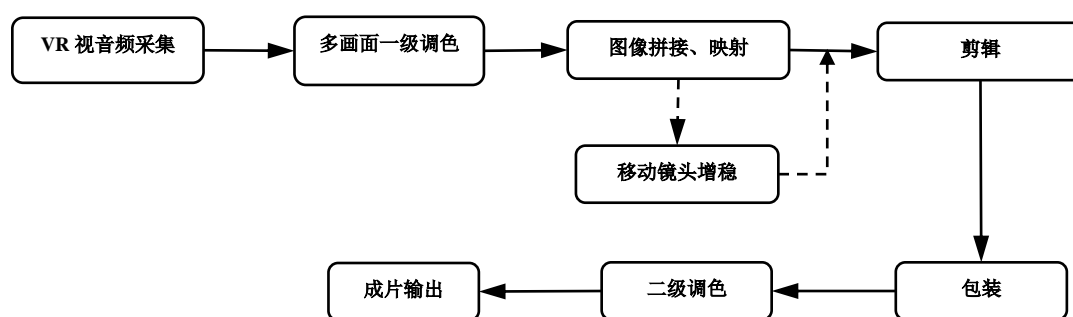 VR 视音频采集
多画面一级调色
图像拼接、映射
剪辑
移动镜头增稳
成片输出
二级调色
包装